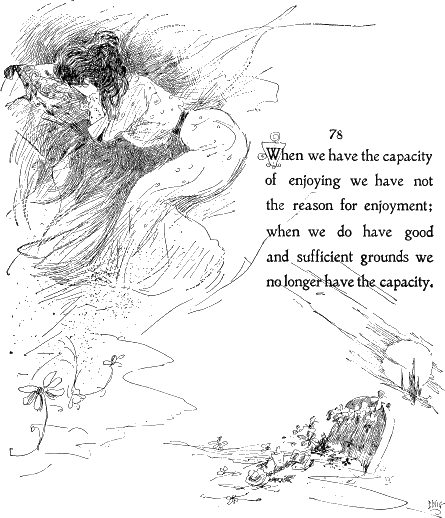 78
When we have the capacity
of enjoying we have not
the reason for enjoyment;
when we do have good
and sufficient grounds we
no longer have the capacity.